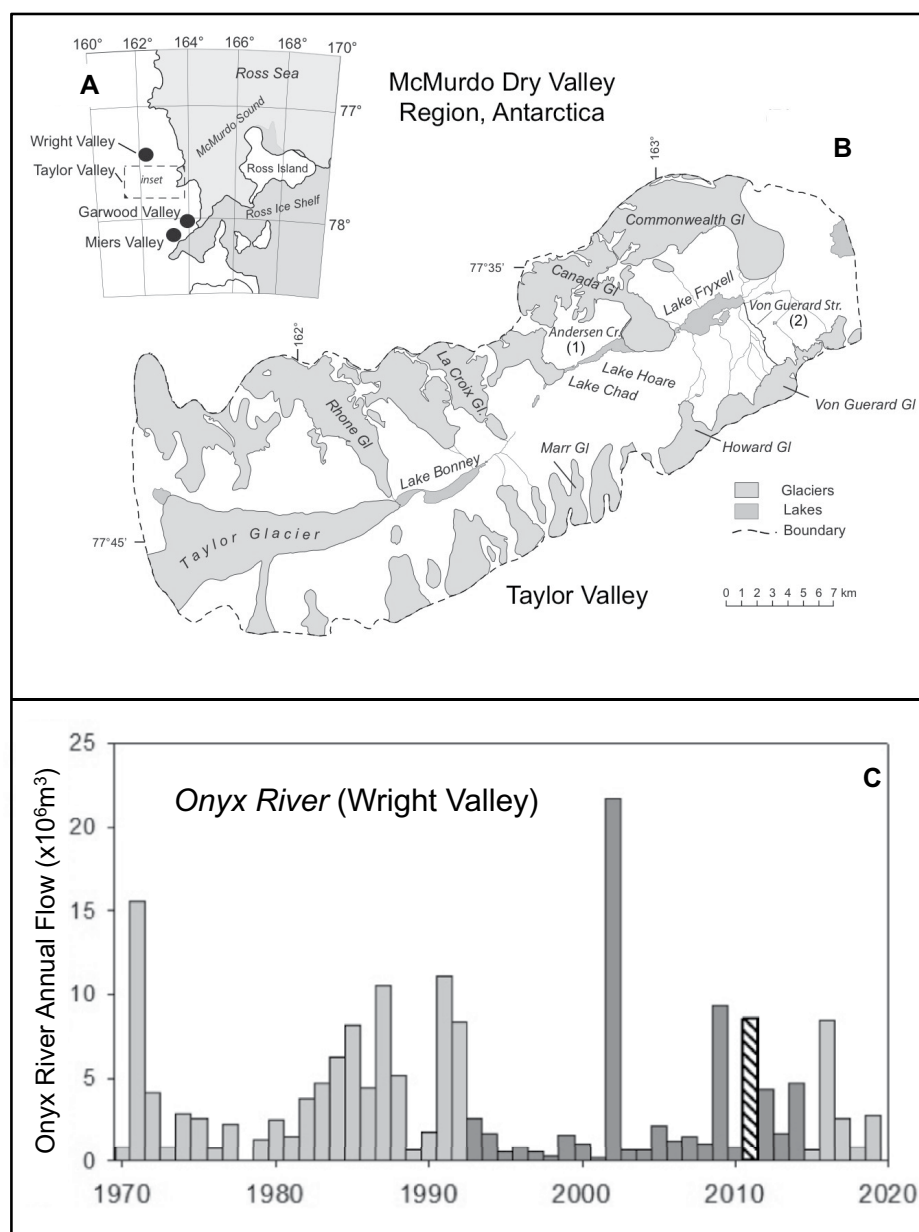 160° 162° 164° 166° 168° 170°
A
Ross Sea
McMurdo Sound
77°
Wright Valley
Taylor Valley
inset
Ross Island
Garwood Valley
Ross Ice Shelf
78°
Miers Valley
McMurdo Dry Valley
Region, Antarctica
B
163°
Commonwealth Gl
77°35'
Canada Gl
Lake Fryxell
Von Guerard Str.
(2)
Andersen Cr.
(1)
162°
La Croix Gl.
Lake Hoare
Lake Chad
Rhone Gl
Von Guerard Gl
Marr Gl
Howard Gl
Lake Bonney
Glaciers
Lakes
Boundary
77°45'
Taylor Glacier
Taylor Valley
0 1 2 3 4 5 6 7 km
C
Onyx River (Wright Valley)
Onyx River Annual Flow (x10⁶m³)
25
20
15
10
5
0
1970 1980 1990 2000 2010 2020